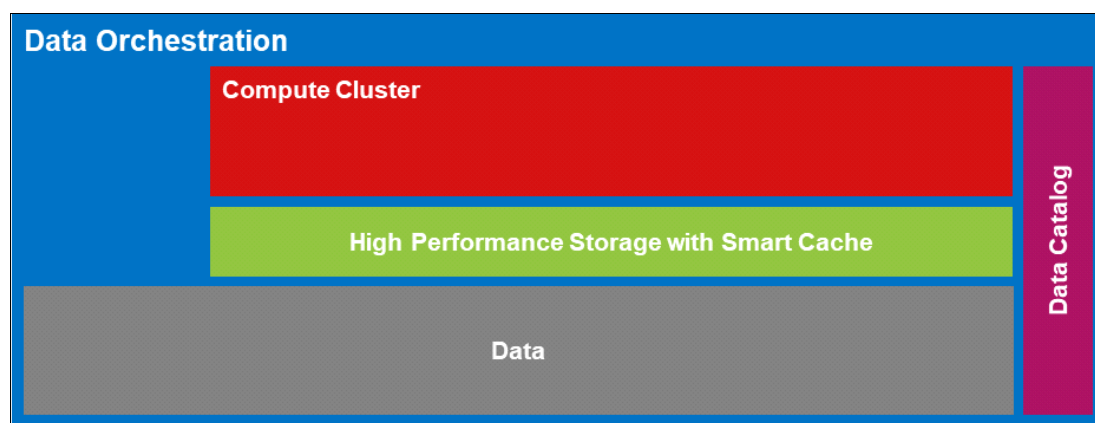 Data Orchestration
Compute Cluster
High Performance Storage with Smart Cache
Data Catalog
Data